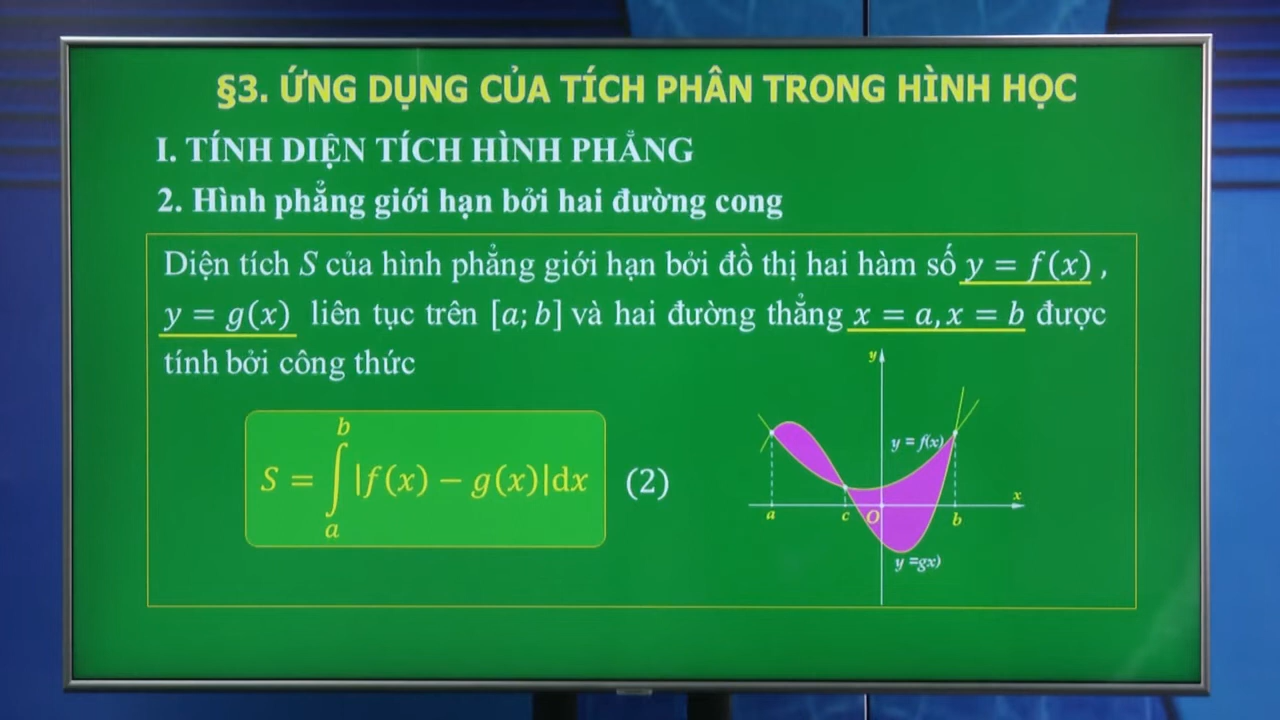 §3. ỨNG DỤNG CỦA TÍCH PHÂN TRONG HÌNH HỌC
I. TÍNH DIỆN TÍCH HÌNH PHẲNG
2. Hình phẳng giới hạn bởi hai đường cong
Diện tích S của hình phẳng giới hạn bởi đồ thị hai hàm số y = f(x) ,
y = g(x) liên tục trên [a; b] và hai đường thẳng x = a, x = b được
tính bởi công thức
S = ∫ₐᵇ |f(x) − g(x)|dx (2)
y
y = f(x)
a c O b x
y =gx)